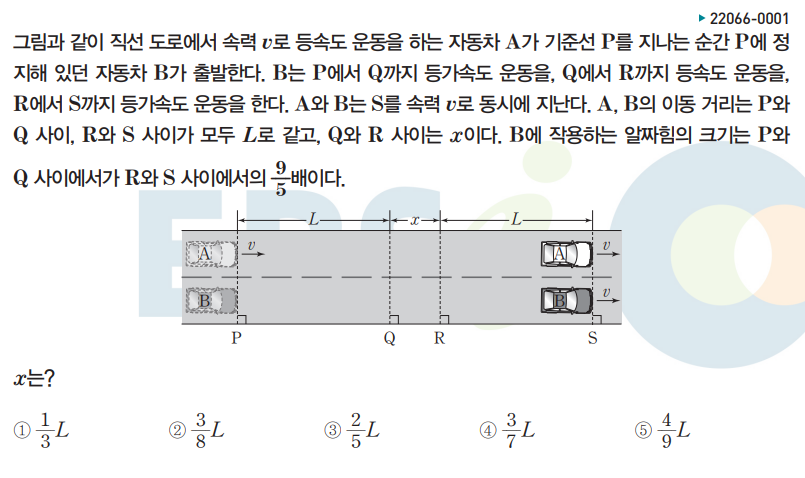 ▶ 22066-0001
그림과 같이 직선 도로에서 속력 v로 등속도 운동을 하는 자동차 A가 기준선 P를 지나는 순간 P에 정
지해 있던 자동차 B가 출발한다. B는 P에서 Q까지 등가속도 운동을, Q에서 R까지 등속도 운동을,
R에서 S까지 등가속도 운동을 한다. A와 B는 S를 속력 v로 동시에 지난다. A, B의 이동 거리는 P와
Q 사이, R와 S 사이가 모두 L로 같고, Q와 R 사이는 x이다. B에 작용하는 알짜힘의 크기는 P와
Q 사이에서가 R와 S 사이에서의 9/5배이다.
L x L
A v A v
B B v
P Q R S
x는?
① 1/3 L ② 3/8 L ③ 2/5 L ④ 3/7 L ⑤ 4/9 L